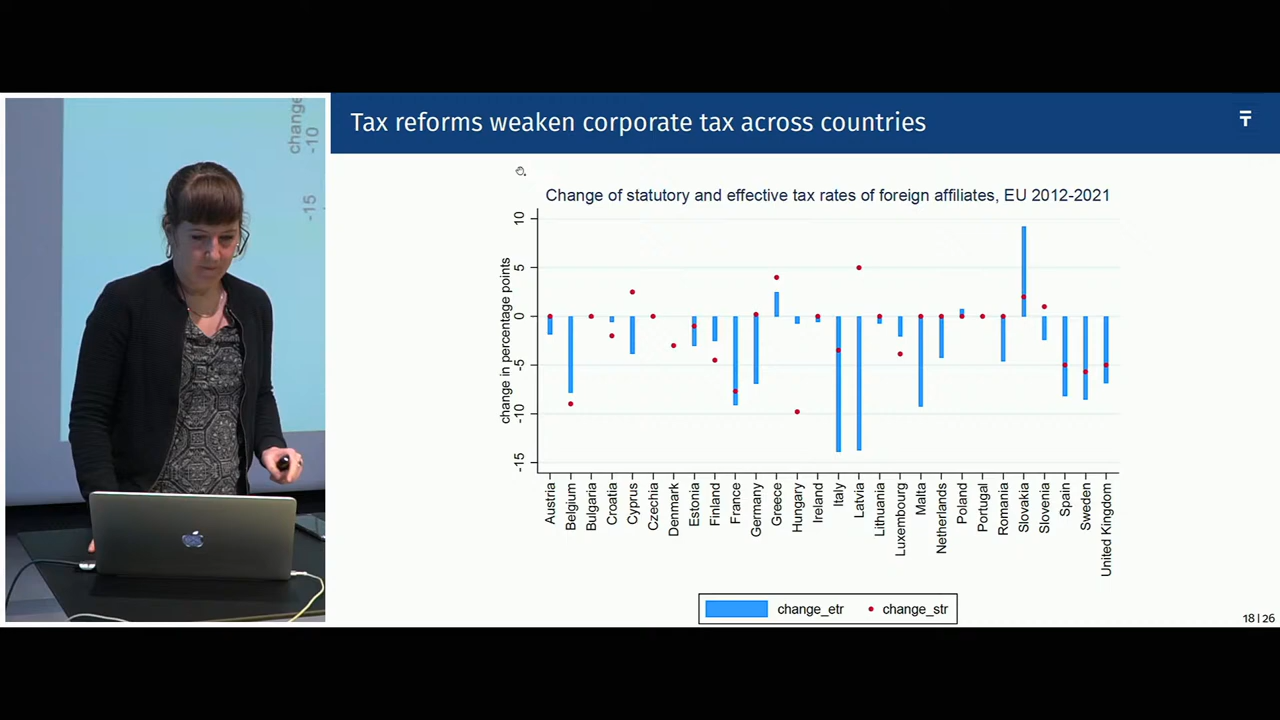 change
-10
-15
Tax reforms weaken corporate tax across countries
Change of statutory and effective tax rates of foreign affiliates, EU 2012-2021
change in percentage points
10
5
0
-5
-10
-15
Austria
Belgium
Bulgaria
Croatia
Cyprus
Czechia
Denmark
Estonia
Finland
France
Germany
Greece
Hungary
Ireland
Italy
Latvia
Lithuania
Luxembourg
Malta
Netherlands
Poland
Portugal
Romania
Slovakia
Slovenia
Spain
Sweden
United Kingdom
change_etr
change_str
18 | 26